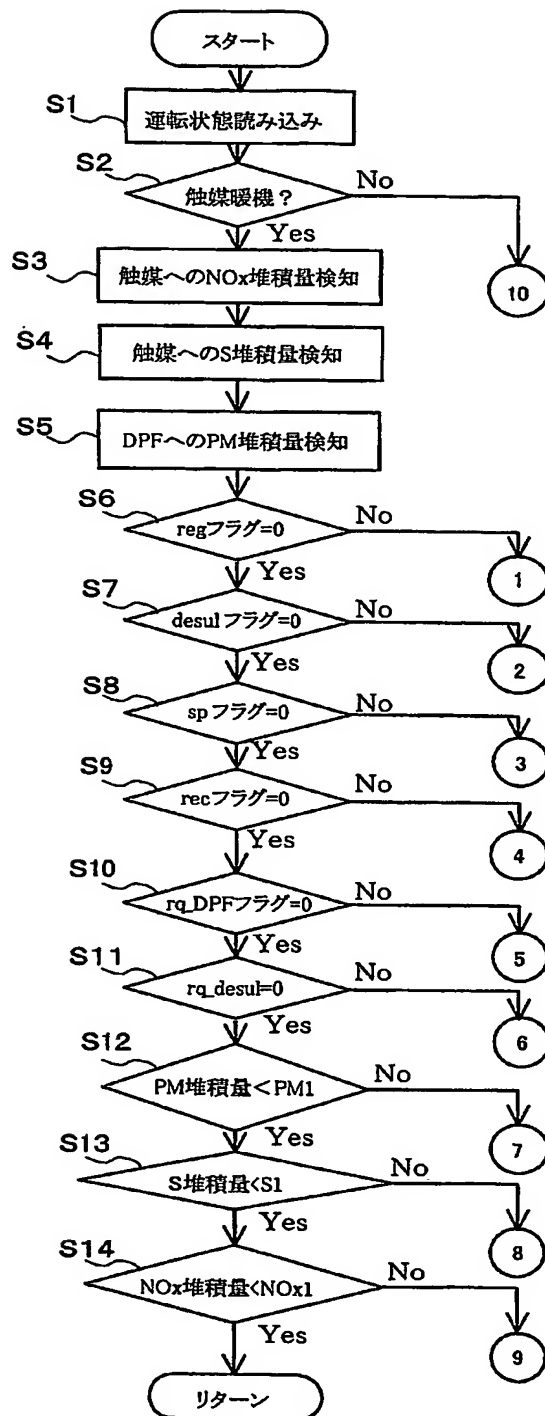 スタート
S1
運転状態読み込み
S2
触媒暖機?
No
Yes
10
S3
触媒へのNOx堆積量検知
S4
触媒へのS堆積量検知
S5
DPFへのPM堆積量検知
S6
regフラグ=0
No
Yes
1
S7
desulフラグ=0
No
Yes
2
S8
spフラグ=0
No
Yes
3
S9
recフラグ=0
No
Yes
4
S10
rq_DPFフラグ=0
No
Yes
5
S11
rq_desul=0
No
Yes
6
S12
PM堆積量<PM1
No
Yes
7
S13
S堆積量<S1
No
Yes
8
S14
NOx堆積量<NOx1
No
Yes
9
リターン